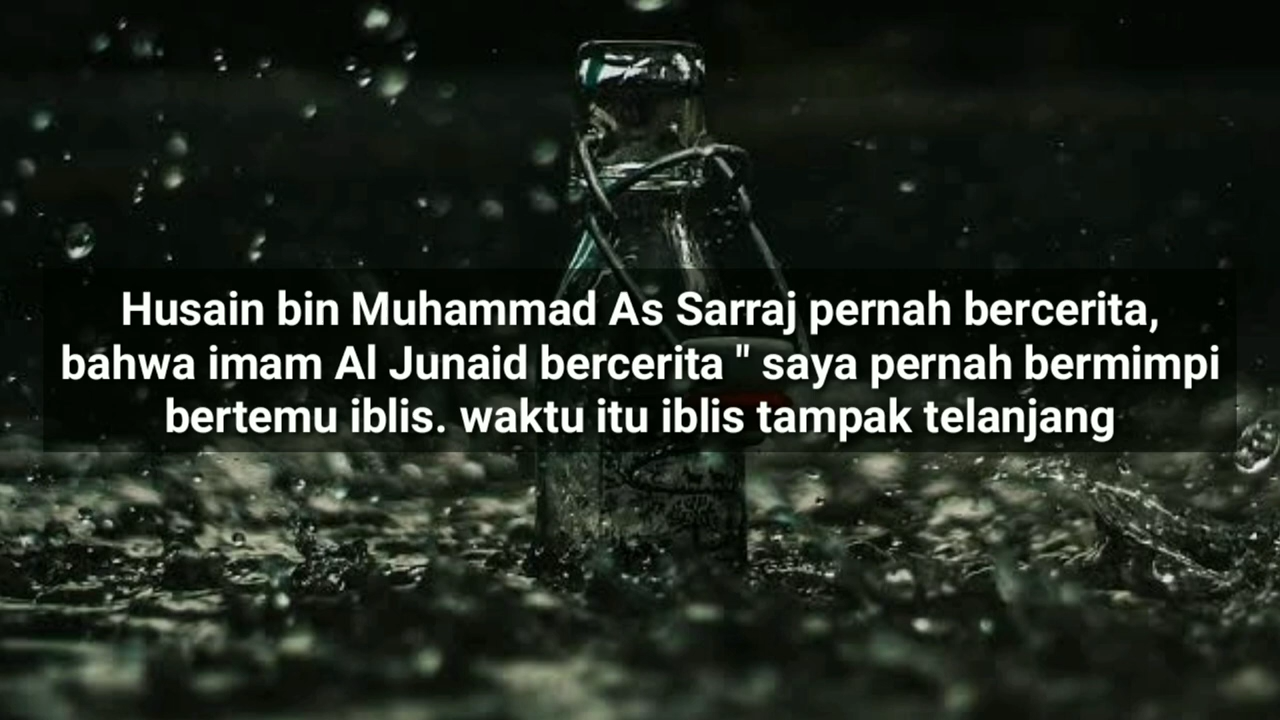 Husain bin Muhammad As Sarraj pernah bercerita,
bahwa imam Al Junaid bercerita " saya pernah bermimpi
bertemu iblis. waktu itu iblis tampak telanjang